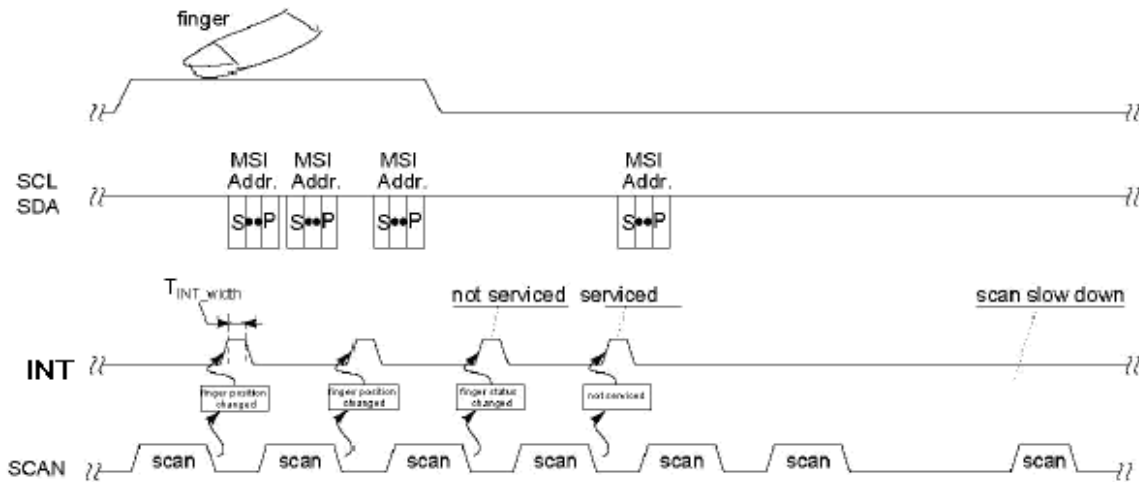 finger
MSI MSI MSI MSI
Addr. Addr. Addr. Addr.
SCL
SDA
S••P S••P S••P S••P
TINT_width
not serviced serviced
scan slow down
INT
finger position changed
finger position changed
finger status changed
not serviced
SCAN
scan scan scan scan scan scan scan